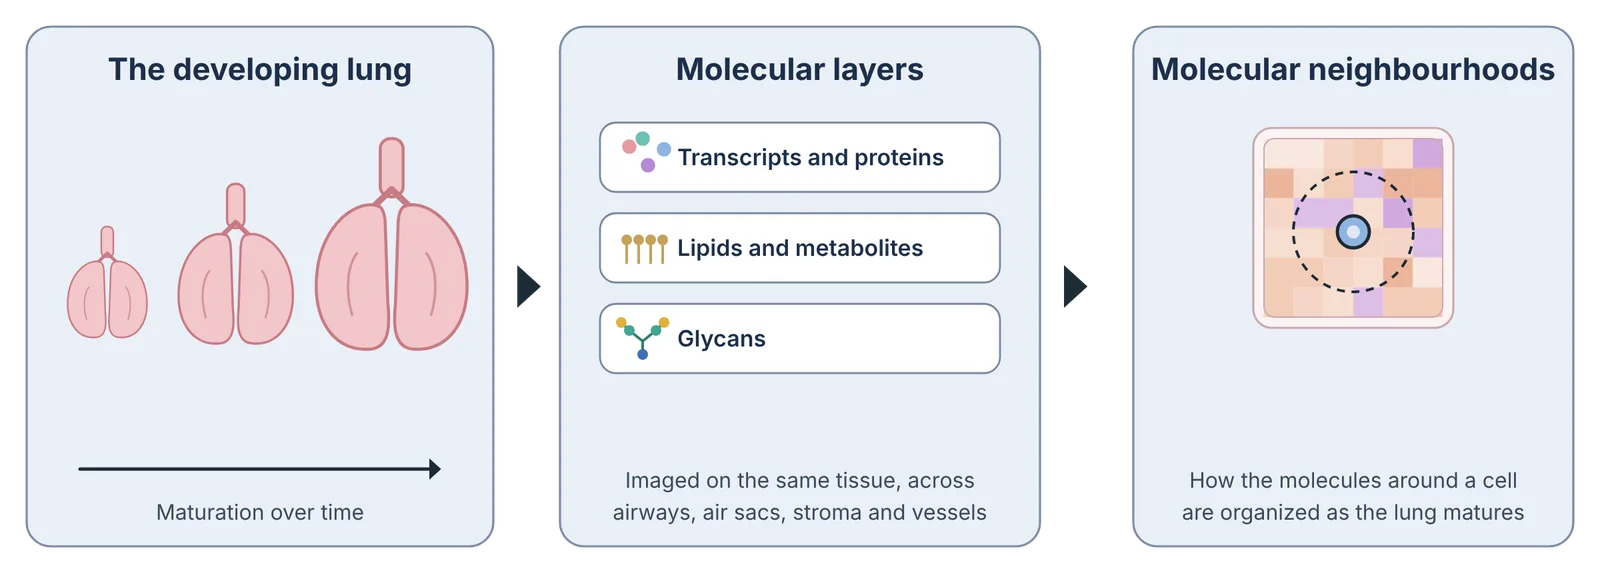 The developing lung
Maturation over time
Molecular layers
Transcripts and proteins
Lipids and metabolites
Glycans
Imaged on the same tissue, across
airways, air sacs, stroma and vessels
Molecular neighbourhoods
How the molecules around a cell
are organized as the lung matures